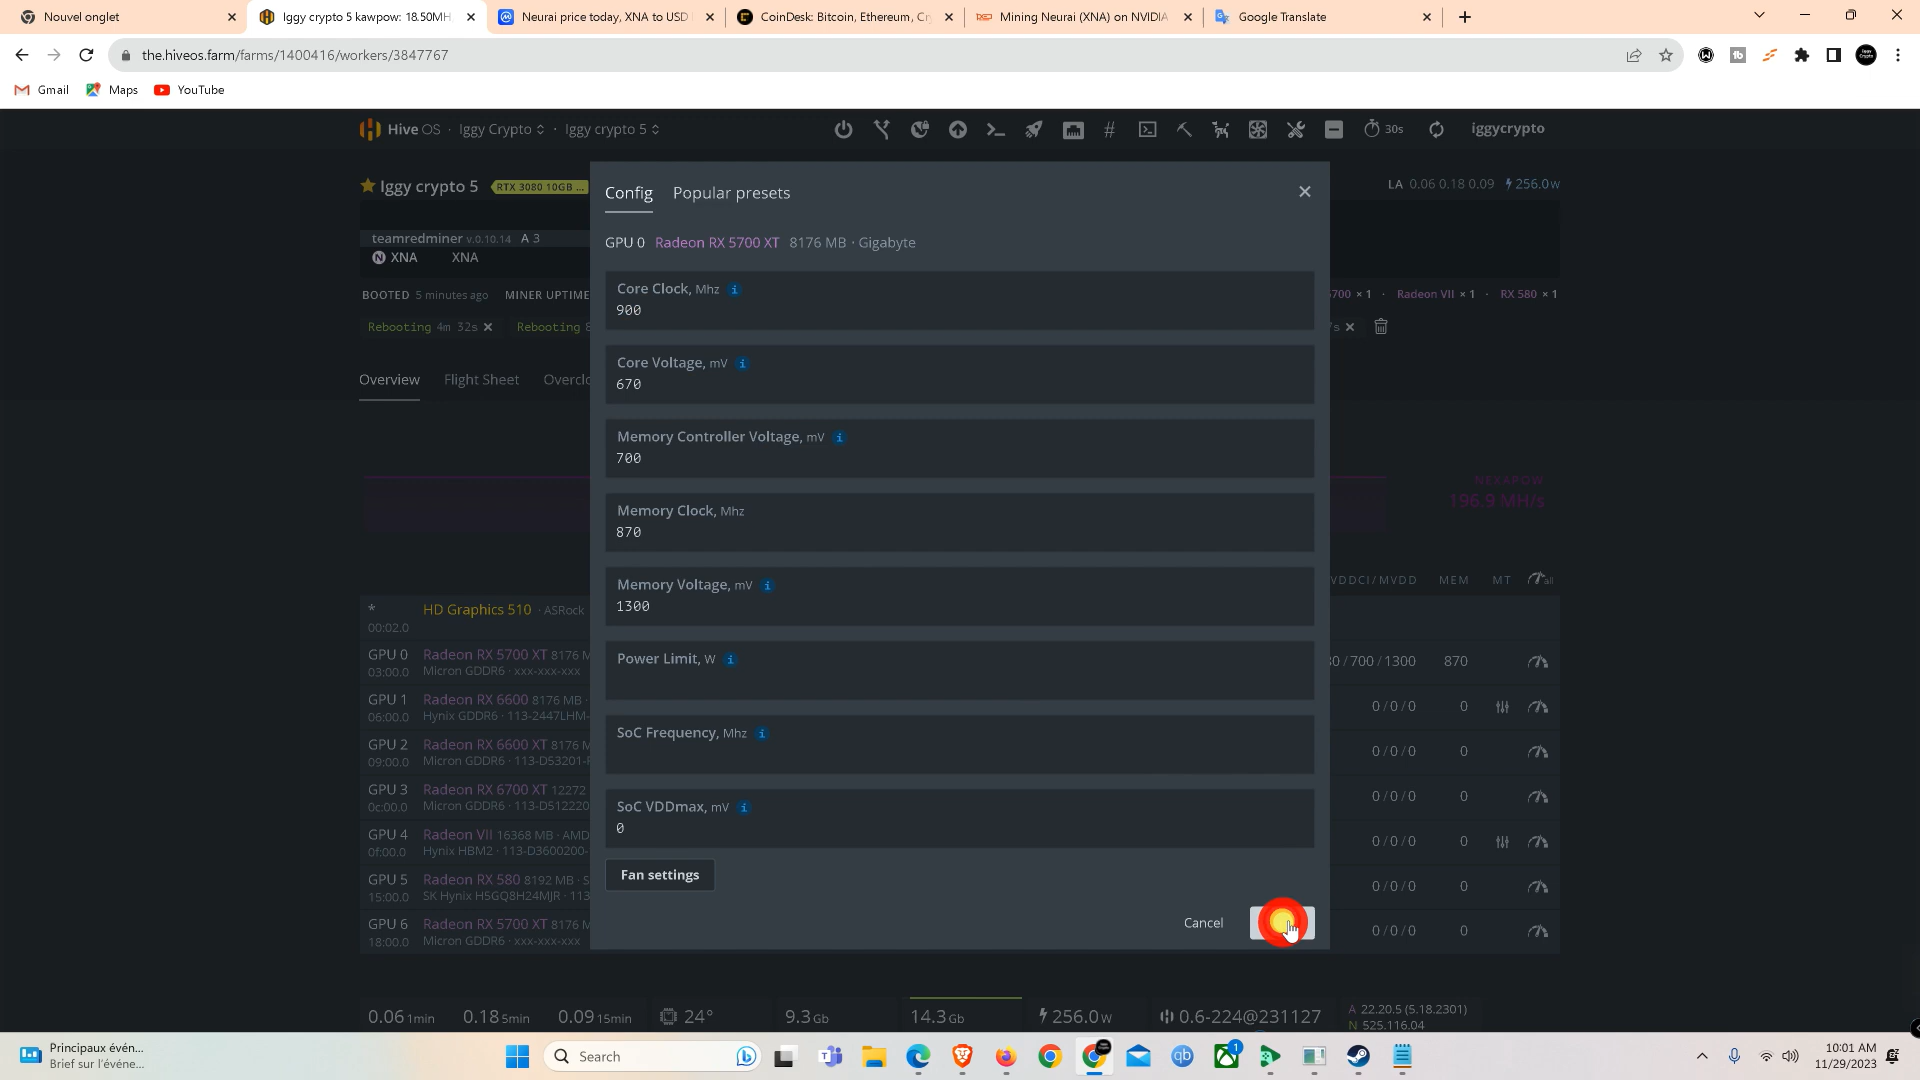 Nouvel onglet
Iggy crypto 5 kawpow: 18.50MH
Neurai price today, XNA to USD
CoinDesk: Bitcoin, Ethereum, Cr
Mining Neurai (XNA) on NVIDIA
Google Translate
the.hiveos.farm/farms/1400416/workers/3847767
Gmail
Maps
YouTube
Hive OS · Iggy Crypto · Iggy crypto 5
30s
iggycrypto
Iggy crypto 5
RTX 3080 10GB ...
LA 0.06 0.18 0.09 256.0w
Config
Popular presets
teamredminer v.0.10.14 A 3
XNA XNA
GPU 0 Radeon RX 5700 XT 8176 MB · Gigabyte
BOOTED 5 minutes ago MINER UPTIME
700 × 1 · Radeon VII × 1 · RX 580 × 1
Rebooting 4m 32s
Rebooting
Core Clock, Mhz
900
Overview
Flight Sheet
Core Voltage, mV
670
Memory Controller Voltage, mV
700
NEXAPOW
196.9 MH/s
Memory Clock, Mhz
870
Memory Voltage, mV
1300
VDDCI/MVDD MEM MT all
Power Limit, W
SoC Frequency, Mhz
SoC VDDmax, mV
0
Fan settings
Cancel
* HD Graphics 510 · ASRock
00:02.0
GPU 0 Radeon RX 5700 XT 8176 M
03:00.0 Micron GDDR6 · xxx-xxx-xxx
0/700/1300 870
GPU 1 Radeon RX 6600 8176 MB ·
06:00.0 Hynix GDDR6 · 113-2447LHM-
0/0/0 0
GPU 2 Radeon RX 6600 XT 8176 M
09:00.0 Micron GDDR6 · 113-D53201-
0/0/0 0
GPU 3 Radeon RX 6700 XT 12272
0c:00.0 Micron GDDR6 · 113-D512220
0/0/0 0
GPU 4 Radeon VII 16368 MB · AMD
0f:00.0 Hynix HBM2 · 113-D3600200-
0/0/0 0
GPU 5 Radeon RX 580 8192 MB · S
15:00.0 SK Hynix H5GQ8H24MJR · 113
0/0/0 0
GPU 6 Radeon RX 5700 XT 8176 M
18:00.0 Micron GDDR6 · xxx-xxx-xxx
0/0/0 0
0.06 1min 0.18 5min 0.09 15min 24° 9.3 Gb 14.3 Gb 256.0 w 0.6-224@231127
A 22.20.5 (5.18.2301)
N 525.116.04
Principaux évén...
Brief sur l'événe...
Search
1
10:01 AM
11/29/2023